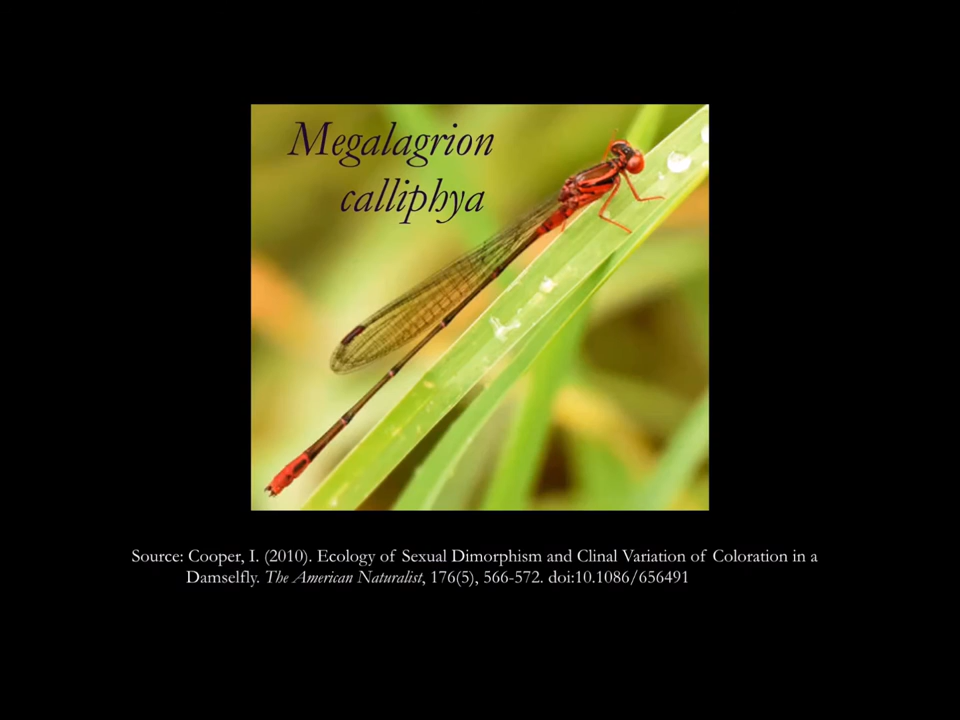 Megalagrion
calliphya
Source: Cooper, I. (2010). Ecology of Sexual Dimorphism and Clinal Variation of Coloration in a
Damselfly. The American Naturalist, 176(5), 566-572. doi:10.1086/656491